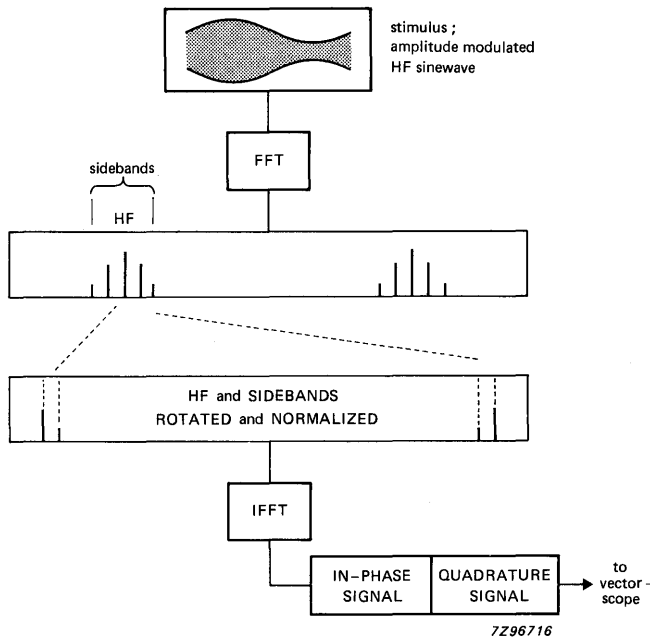 stimulus ;
amplitude modulated
HF sinewave
FFT
sidebands
HF
HF and SIDEBANDS
ROTATED and NORMALIZED
IFFT
IN-PHASE
SIGNAL
QUADRATURE
SIGNAL
to
vector-
scope
7Z96716